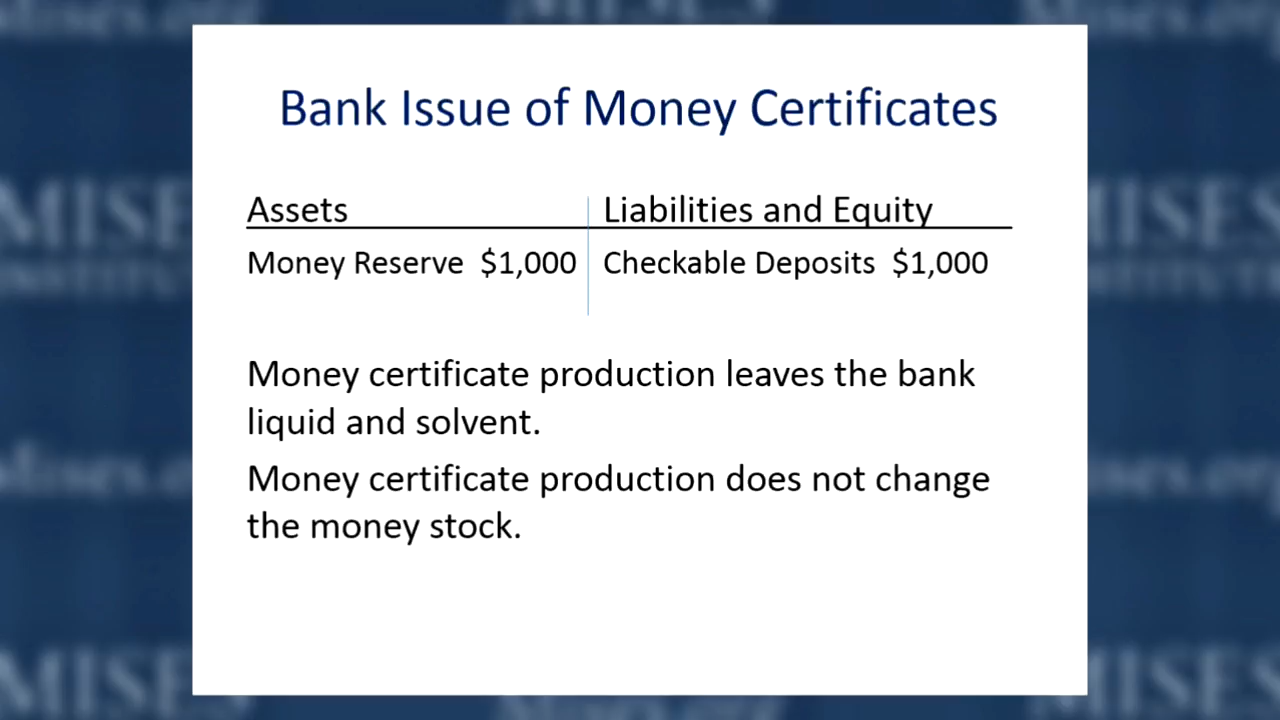 Bank Issue of Money Certificates
Assets Liabilities and Equity
Money Reserve $1,000 Checkable Deposits $1,000
Money certificate production leaves the bank
liquid and solvent.
Money certificate production does not change
the money stock.